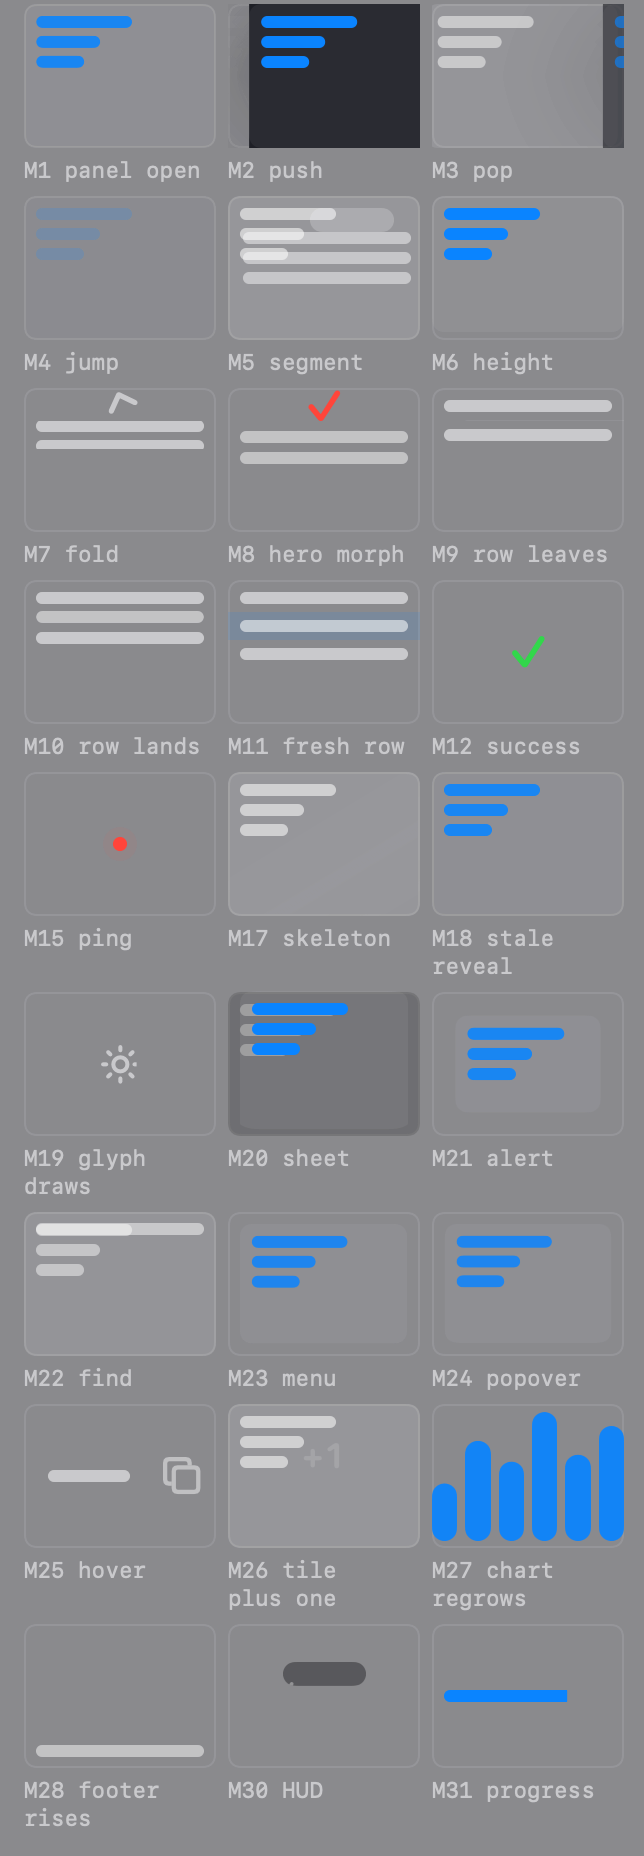 M1 panel open
M2 push
M3 pop
M4 jump
M5 segment
M6 height
M7 fold
M8 hero morph
M9 row leaves
M10 row lands
M11 fresh row
M12 success
M15 ping
M17 skeleton
M18 stale
reveal
M19 glyph
draws
M20 sheet
M21 alert
M22 find
M23 menu
M24 popover
+1
M25 hover
M26 tile
plus one
M27 chart
regrows
M28 footer
rises
M30 HUD
M31 progress